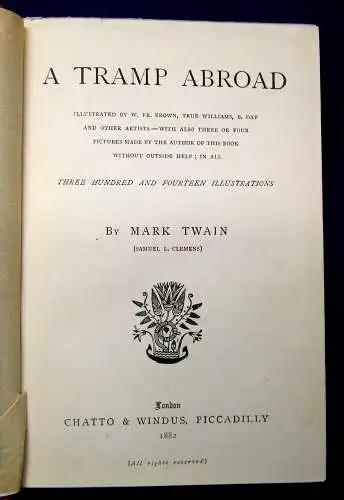 A TRAMP ABROAD
ILLUSTRATED BY W. FR. BROWN, TRUE WILLIAMS, B. DAY
AND OTHER ARTISTS—WITH ALSO THREE OR FOUR
PICTURES MADE BY THE AUTHOR OF THIS BOOK
WITHOUT OUTSIDE HELP; IN ALL
THREE HUNDRED AND FOURTEEN ILLUSTRATIONS
BY MARK TWAIN
(SAMUEL L. CLEMENS)
London
CHATTO & WINDUS, PICCADILLY
1882
[All rights reserved]